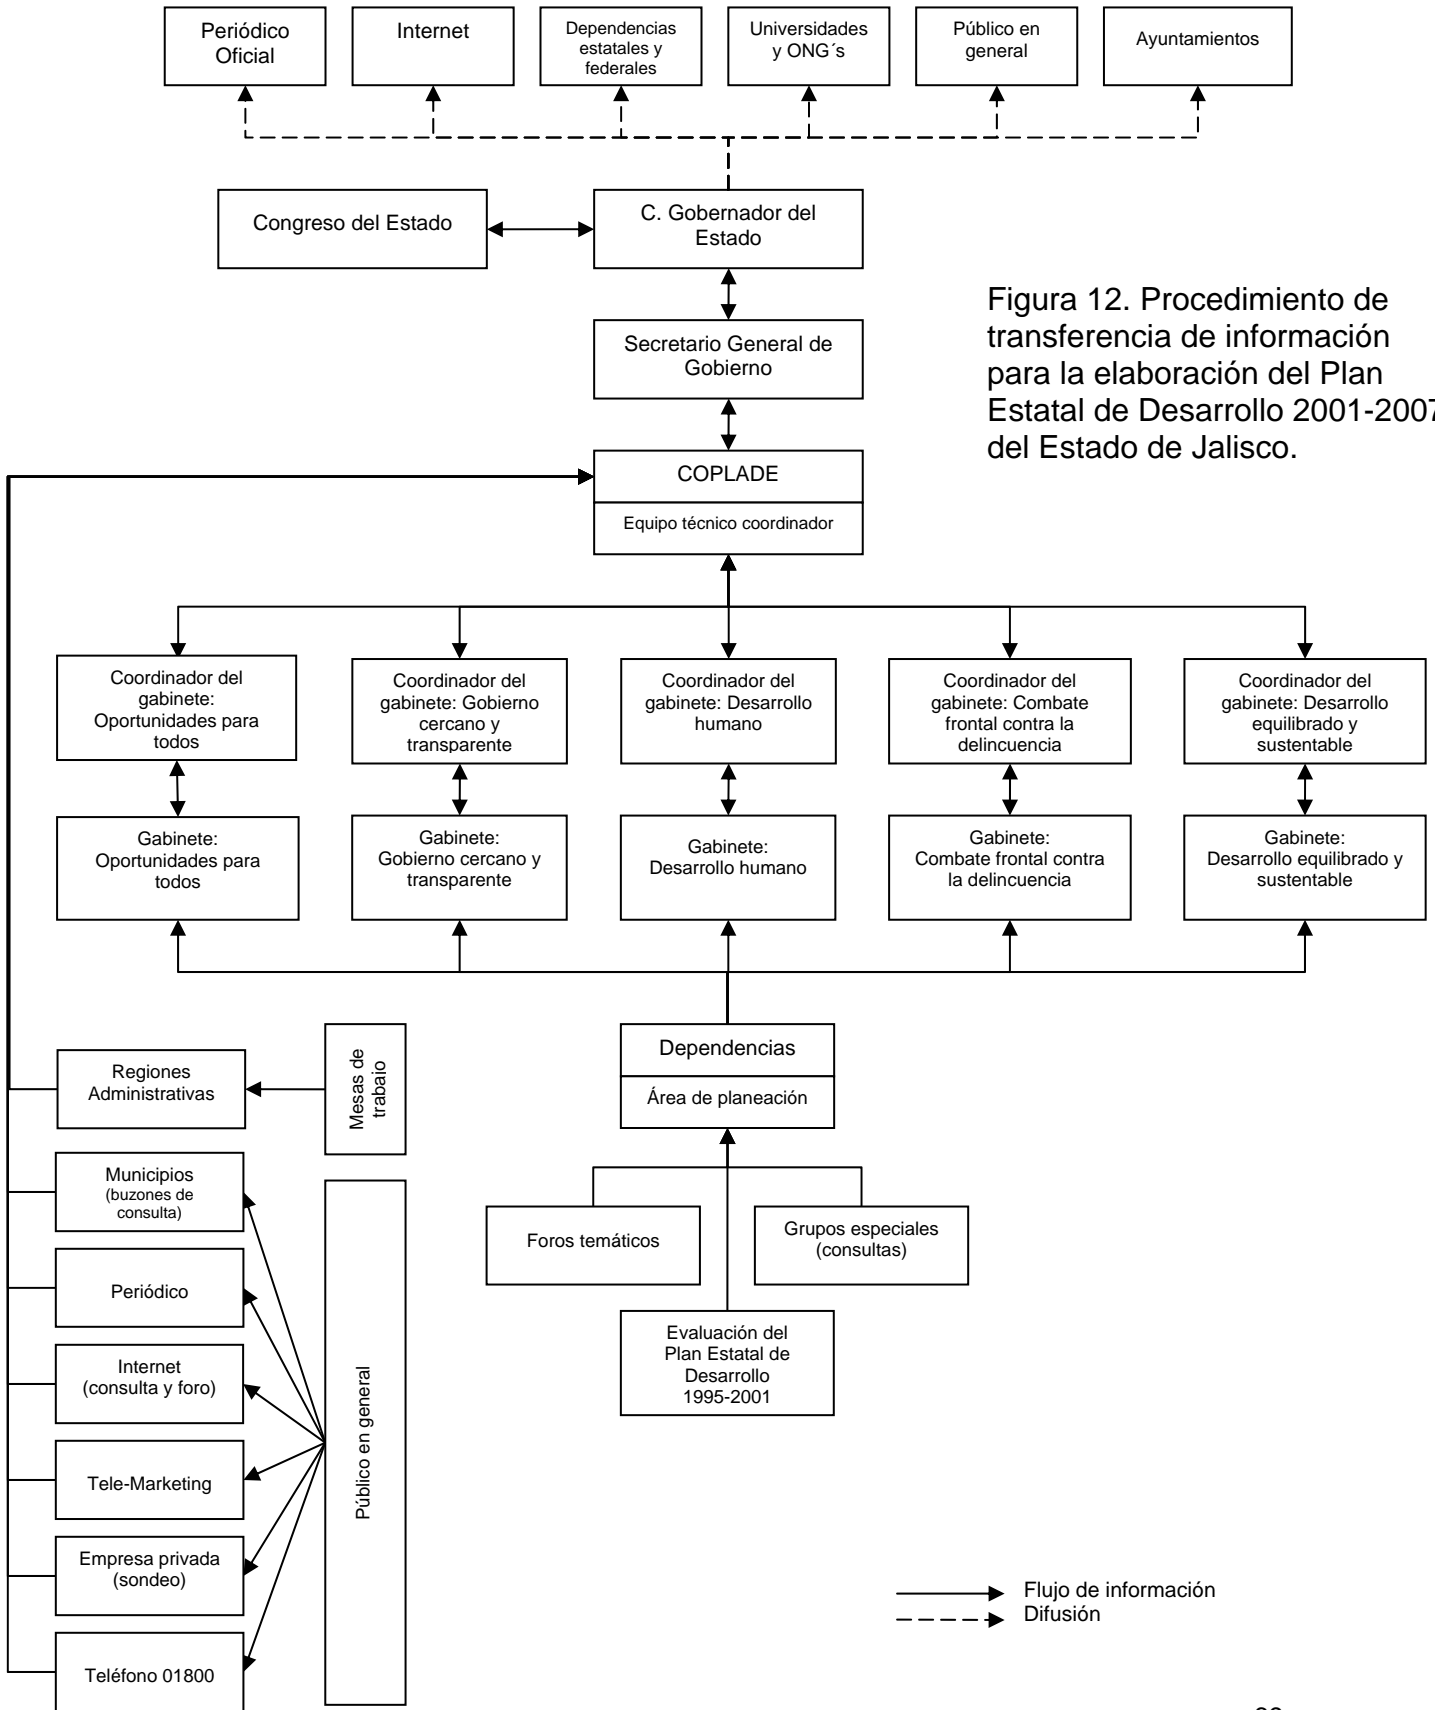 Periódico
Oficial
Internet
Dependencias
estatales y
federales
Universidades
y ONG´s
Público en
general
Ayuntamientos
Congreso del Estado
C. Gobernador del
Estado
Secretario General de
Gobierno
Figura 12. Procedimiento de
transferencia de información
para la elaboración del Plan
Estatal de Desarrollo 2001-2007
del Estado de Jalisco.
COPLADE
Equipo técnico coordinador
Coordinador del
gabinete:
Oportunidades para
todos
Coordinador del
gabinete: Gobierno
cercano y
transparente
Coordinador del
gabinete: Desarrollo
humano
Coordinador del
gabinete: Combate
frontal contra la
delincuencia
Coordinador del
gabinete: Desarrollo
equilibrado y
sustentable
Gabinete:
Oportunidades para
todos
Gabinete:
Gobierno cercano y
transparente
Gabinete:
Desarrollo humano
Gabinete:
Combate frontal contra
la delincuencia
Gabinete:
Desarrollo equilibrado y
sustentable
Regiones
Administrativas
Mesas de
trabaio
Dependencias
Área de planeación
Municipios
(buzones de
consulta)
Periódico
Internet
(consulta y foro)
Tele-Marketing
Empresa privada
(sondeo)
Teléfono 01800
Público en general
Foros temáticos
Grupos especiales
(consultas)
Evaluación del
Plan Estatal de
Desarrollo
1995-2001
Flujo de información
Difusión